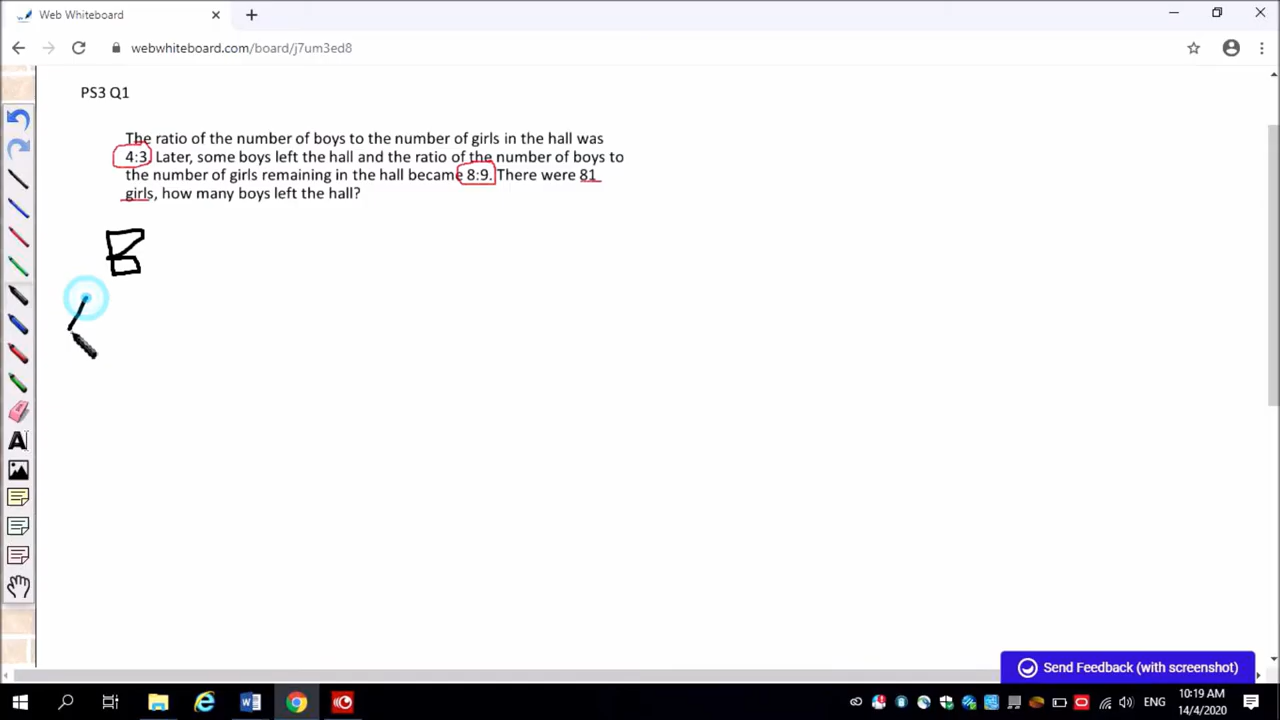 Web Whiteboard
webwhiteboard.com/board/j7um3ed8
PS3 Q1
The ratio of the number of boys to the number of girls in the hall was
4:3. Later, some boys left the hall and the ratio of the number of boys to
the number of girls remaining in the hall became 8:9. There were 81
girls, how many boys left the hall?
B
A
Send Feedback (with screenshot)
ENG
10:19 AM
14/4/2020